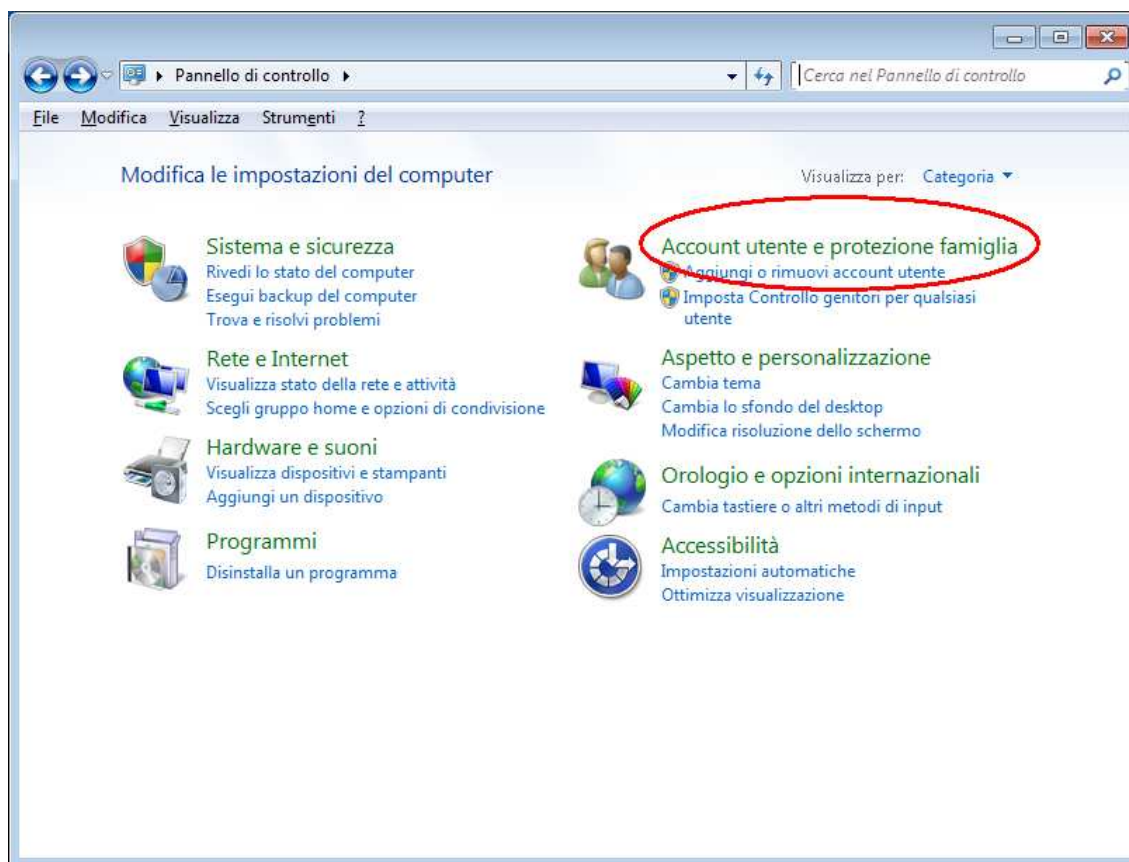 Pannello di controllo
Cerca nel Pannello di controllo
File Modifica Visualizza Strumenti ?
Modifica le impostazioni del computer
Visualizza per: Categoria
Sistema e sicurezza
Rivedi lo stato del computer
Esegui backup del computer
Trova e risolvi problemi
Rete e Internet
Visualizza stato della rete e attività
Scegli gruppo home e opzioni di condivisione
Hardware e suoni
Visualizza dispositivi e stampanti
Aggiungi un dispositivo
Programmi
Disinstalla un programma
Account utente e protezione famiglia
Aggiungi o rimuovi account utente
Imposta Controllo genitori per qualsiasi
utente
Aspetto e personalizzazione
Cambia tema
Cambia lo sfondo del desktop
Modifica risoluzione dello schermo
Orologio e opzioni internazionali
Cambia tastiere o altri metodi di input
Accessibilità
Impostazioni automatiche
Ottimizza visualizzazione